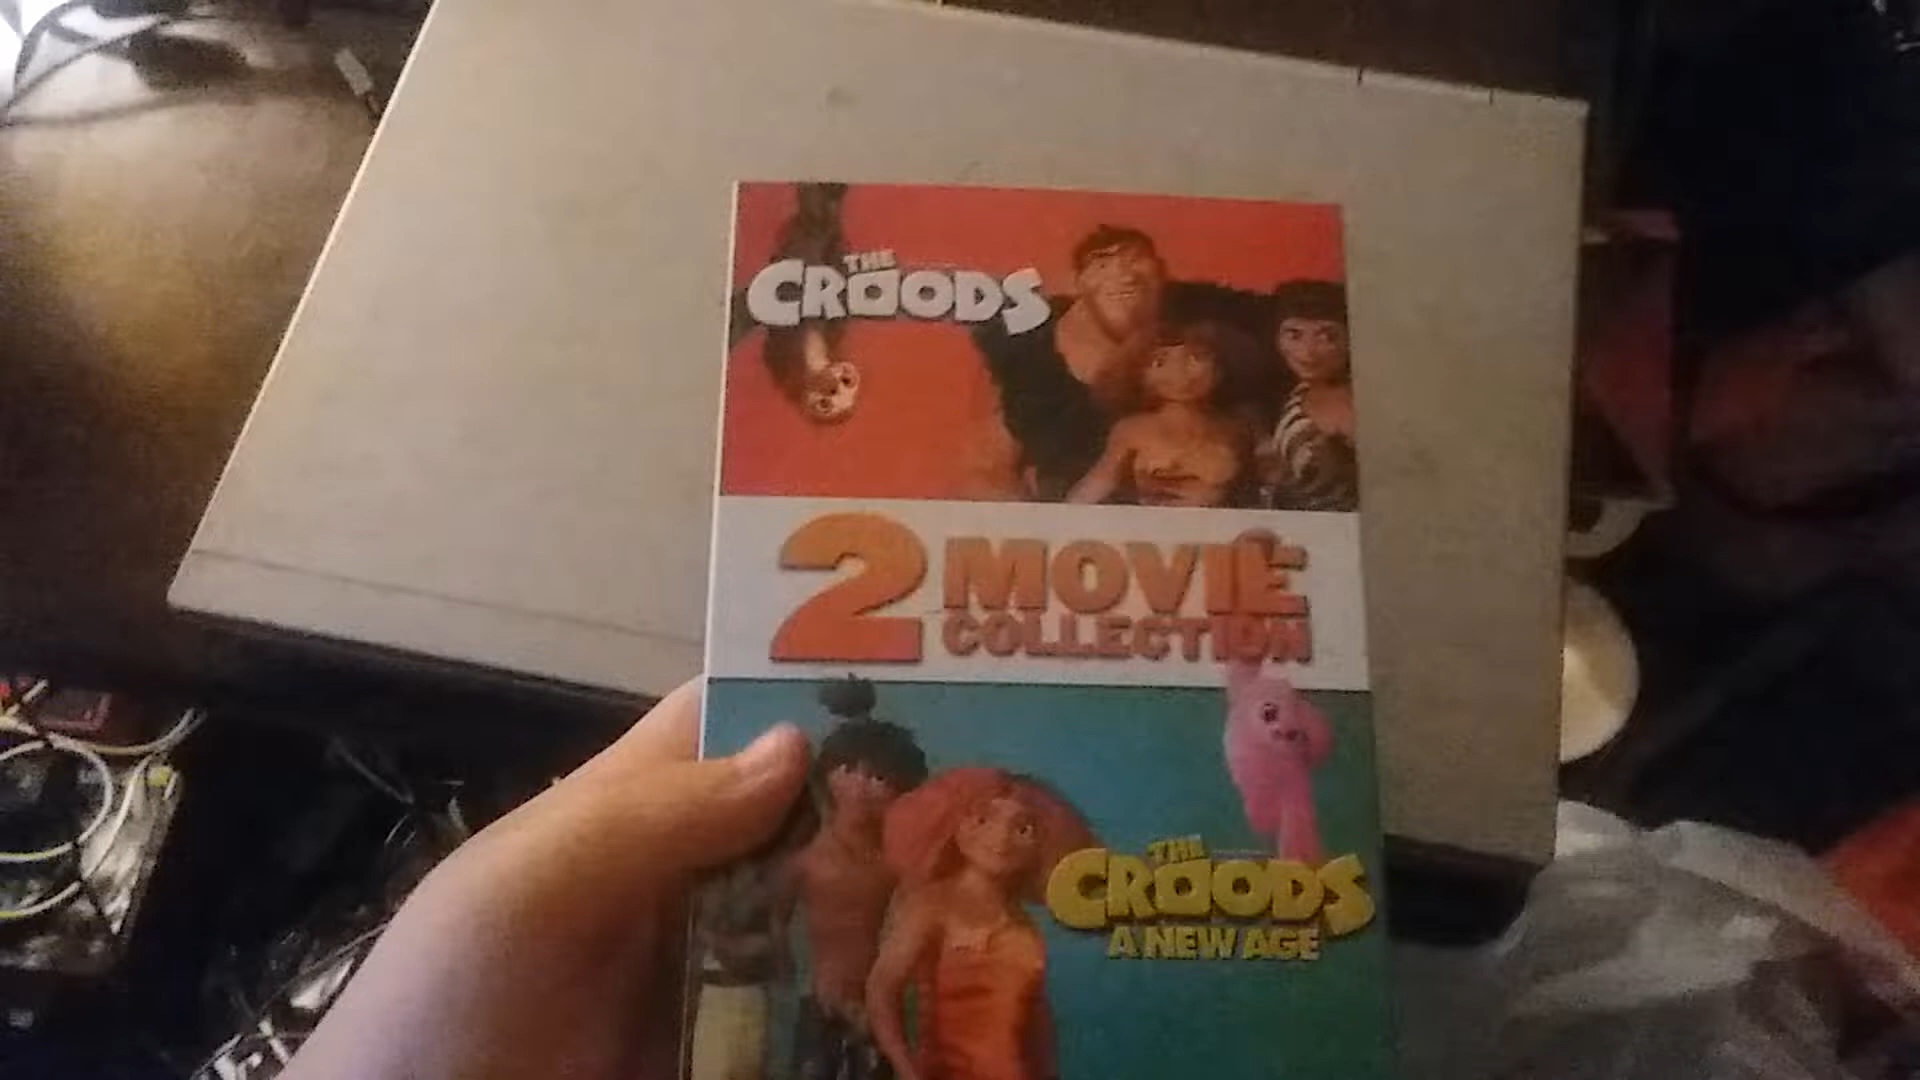 THE
CROODS
2 MOVIE
COLLECTION
THE
CROODS
A NEW AGE